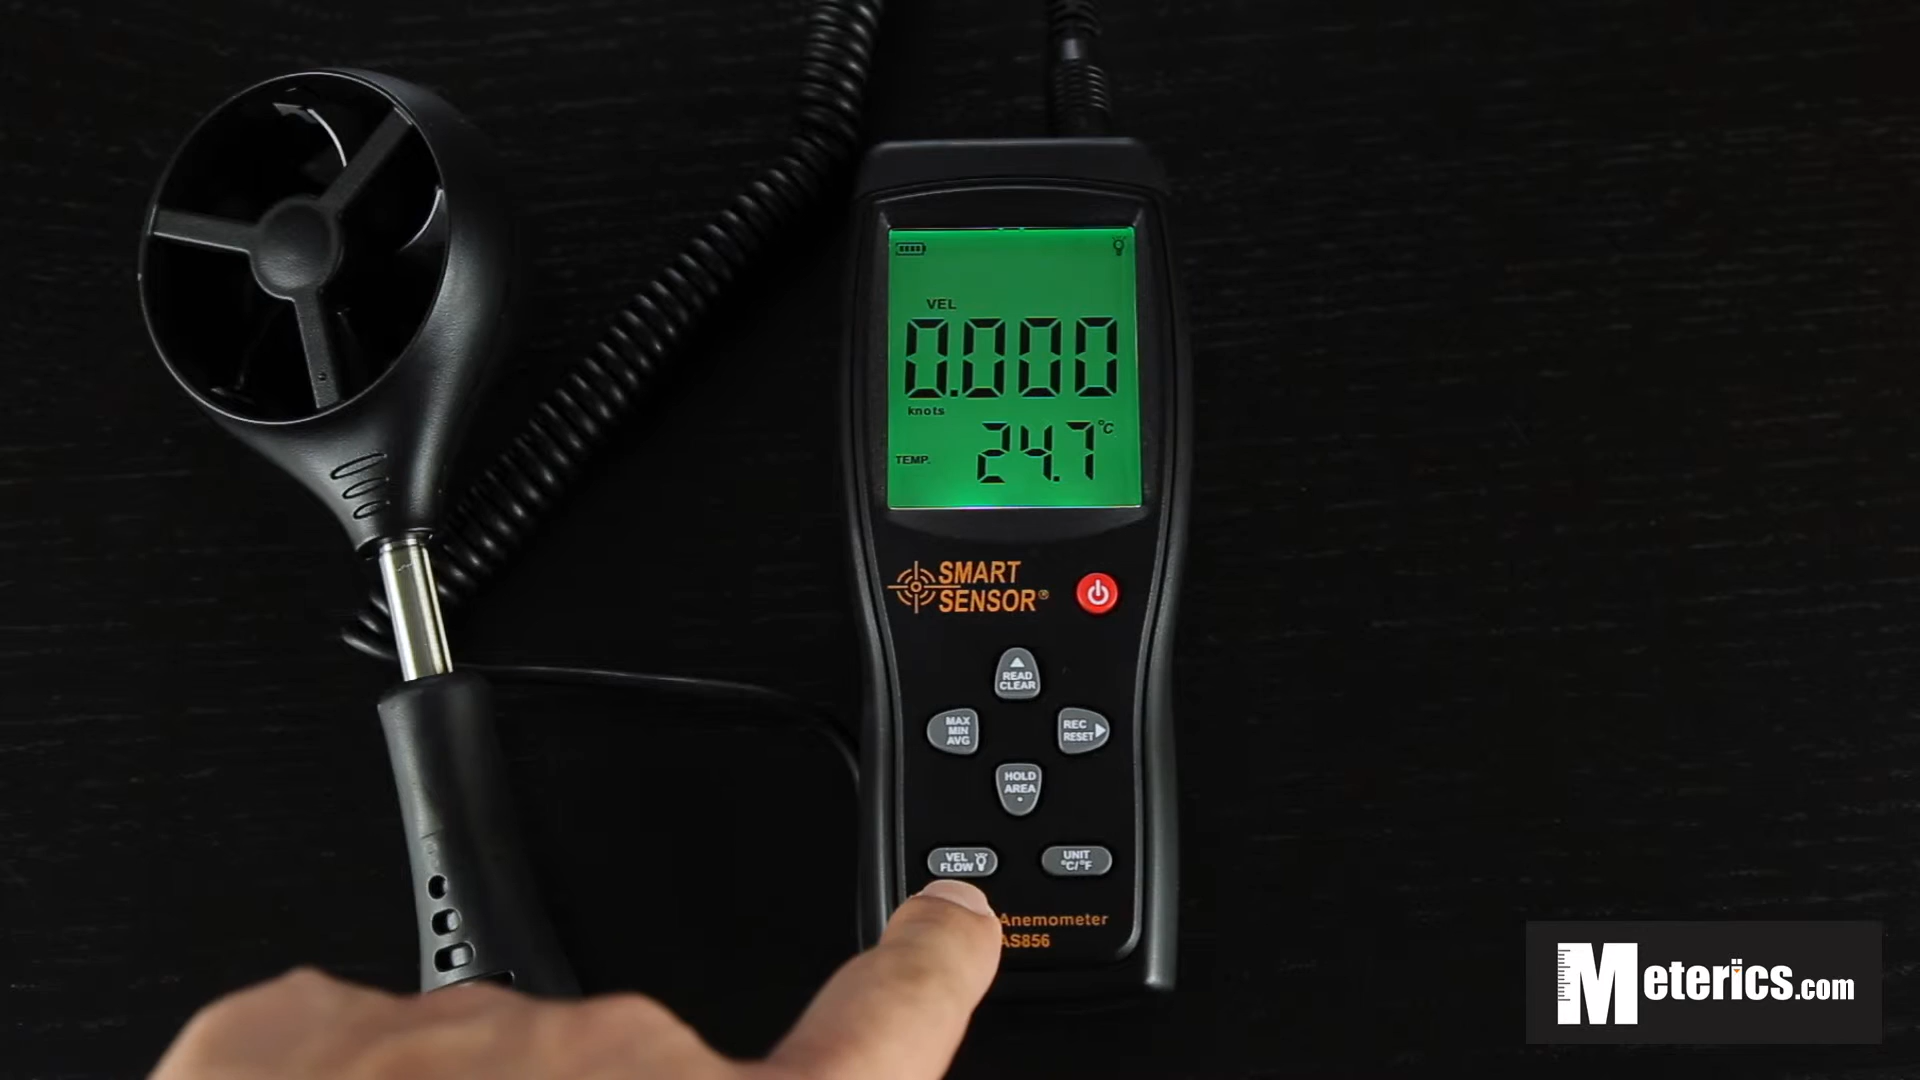 VEL
0.000
knots
24.7 °C
TEMP.
SMART
SENSOR®
READ
CLEAR
MAX
MIN
AVG
REC
RESET
HOLD
AREA
VEL
FLOW
UNIT
°C/°F
Anemometer
AS856
Meterics.com